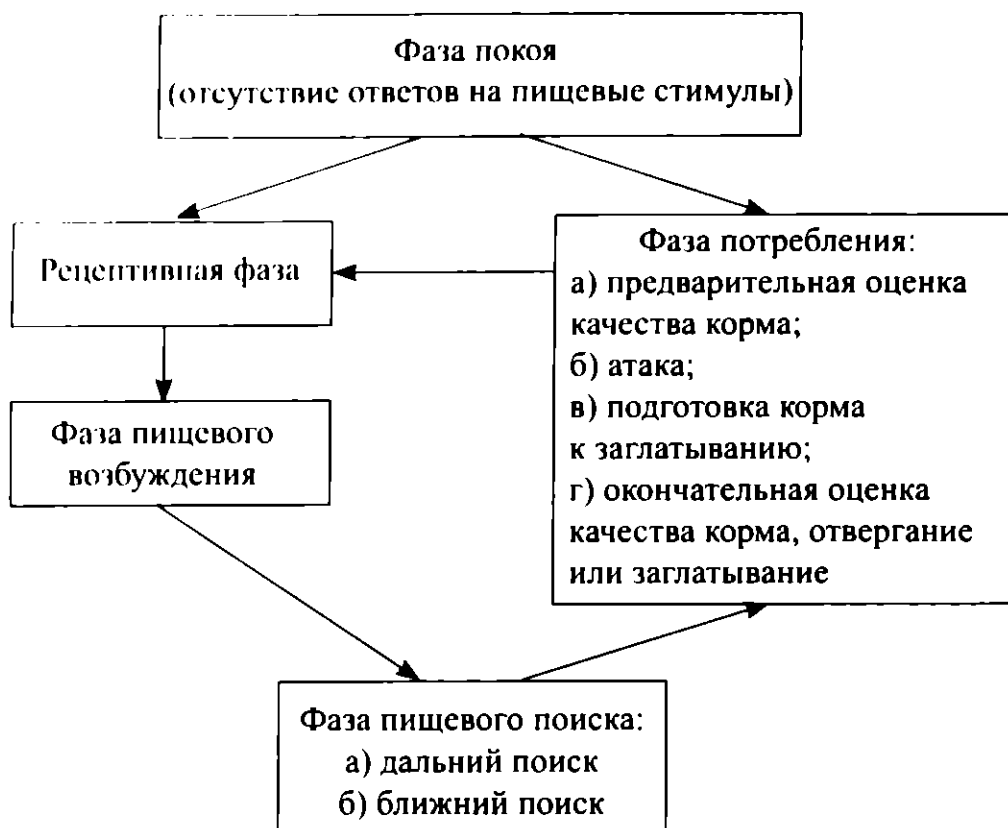 Фаза покоя
(отсутствие ответов на пищевые стимулы)
Рецептивная фаза
Фаза пищевого
возбуждения
Фаза потребления:
а) предварительная оценка
качества корма;
б) атака;
в) подготовка корма
к заглатыванию;
г) окончательная оценка
качества корма, отвергание
или заглатывание
Фаза пищевого поиска:
а) дальний поиск
б) ближний поиск